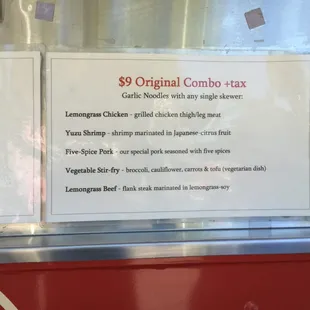 $9 Original Combo +tax
Garlic Noodles with any single skewer:
Lemongrass Chicken - grilled chicken thigh/leg meat
Yuzu Shrimp - shrimp marinated in Japanese-citrus fruit
Five-Spice Pork - our special pork seasoned with five spices
Vegetable Stir-fry - broccoli, cauliflower, carrots & tofu (vegetarian dish)
Lemongrass Beef - flank steak marinated in lemongrass-soy